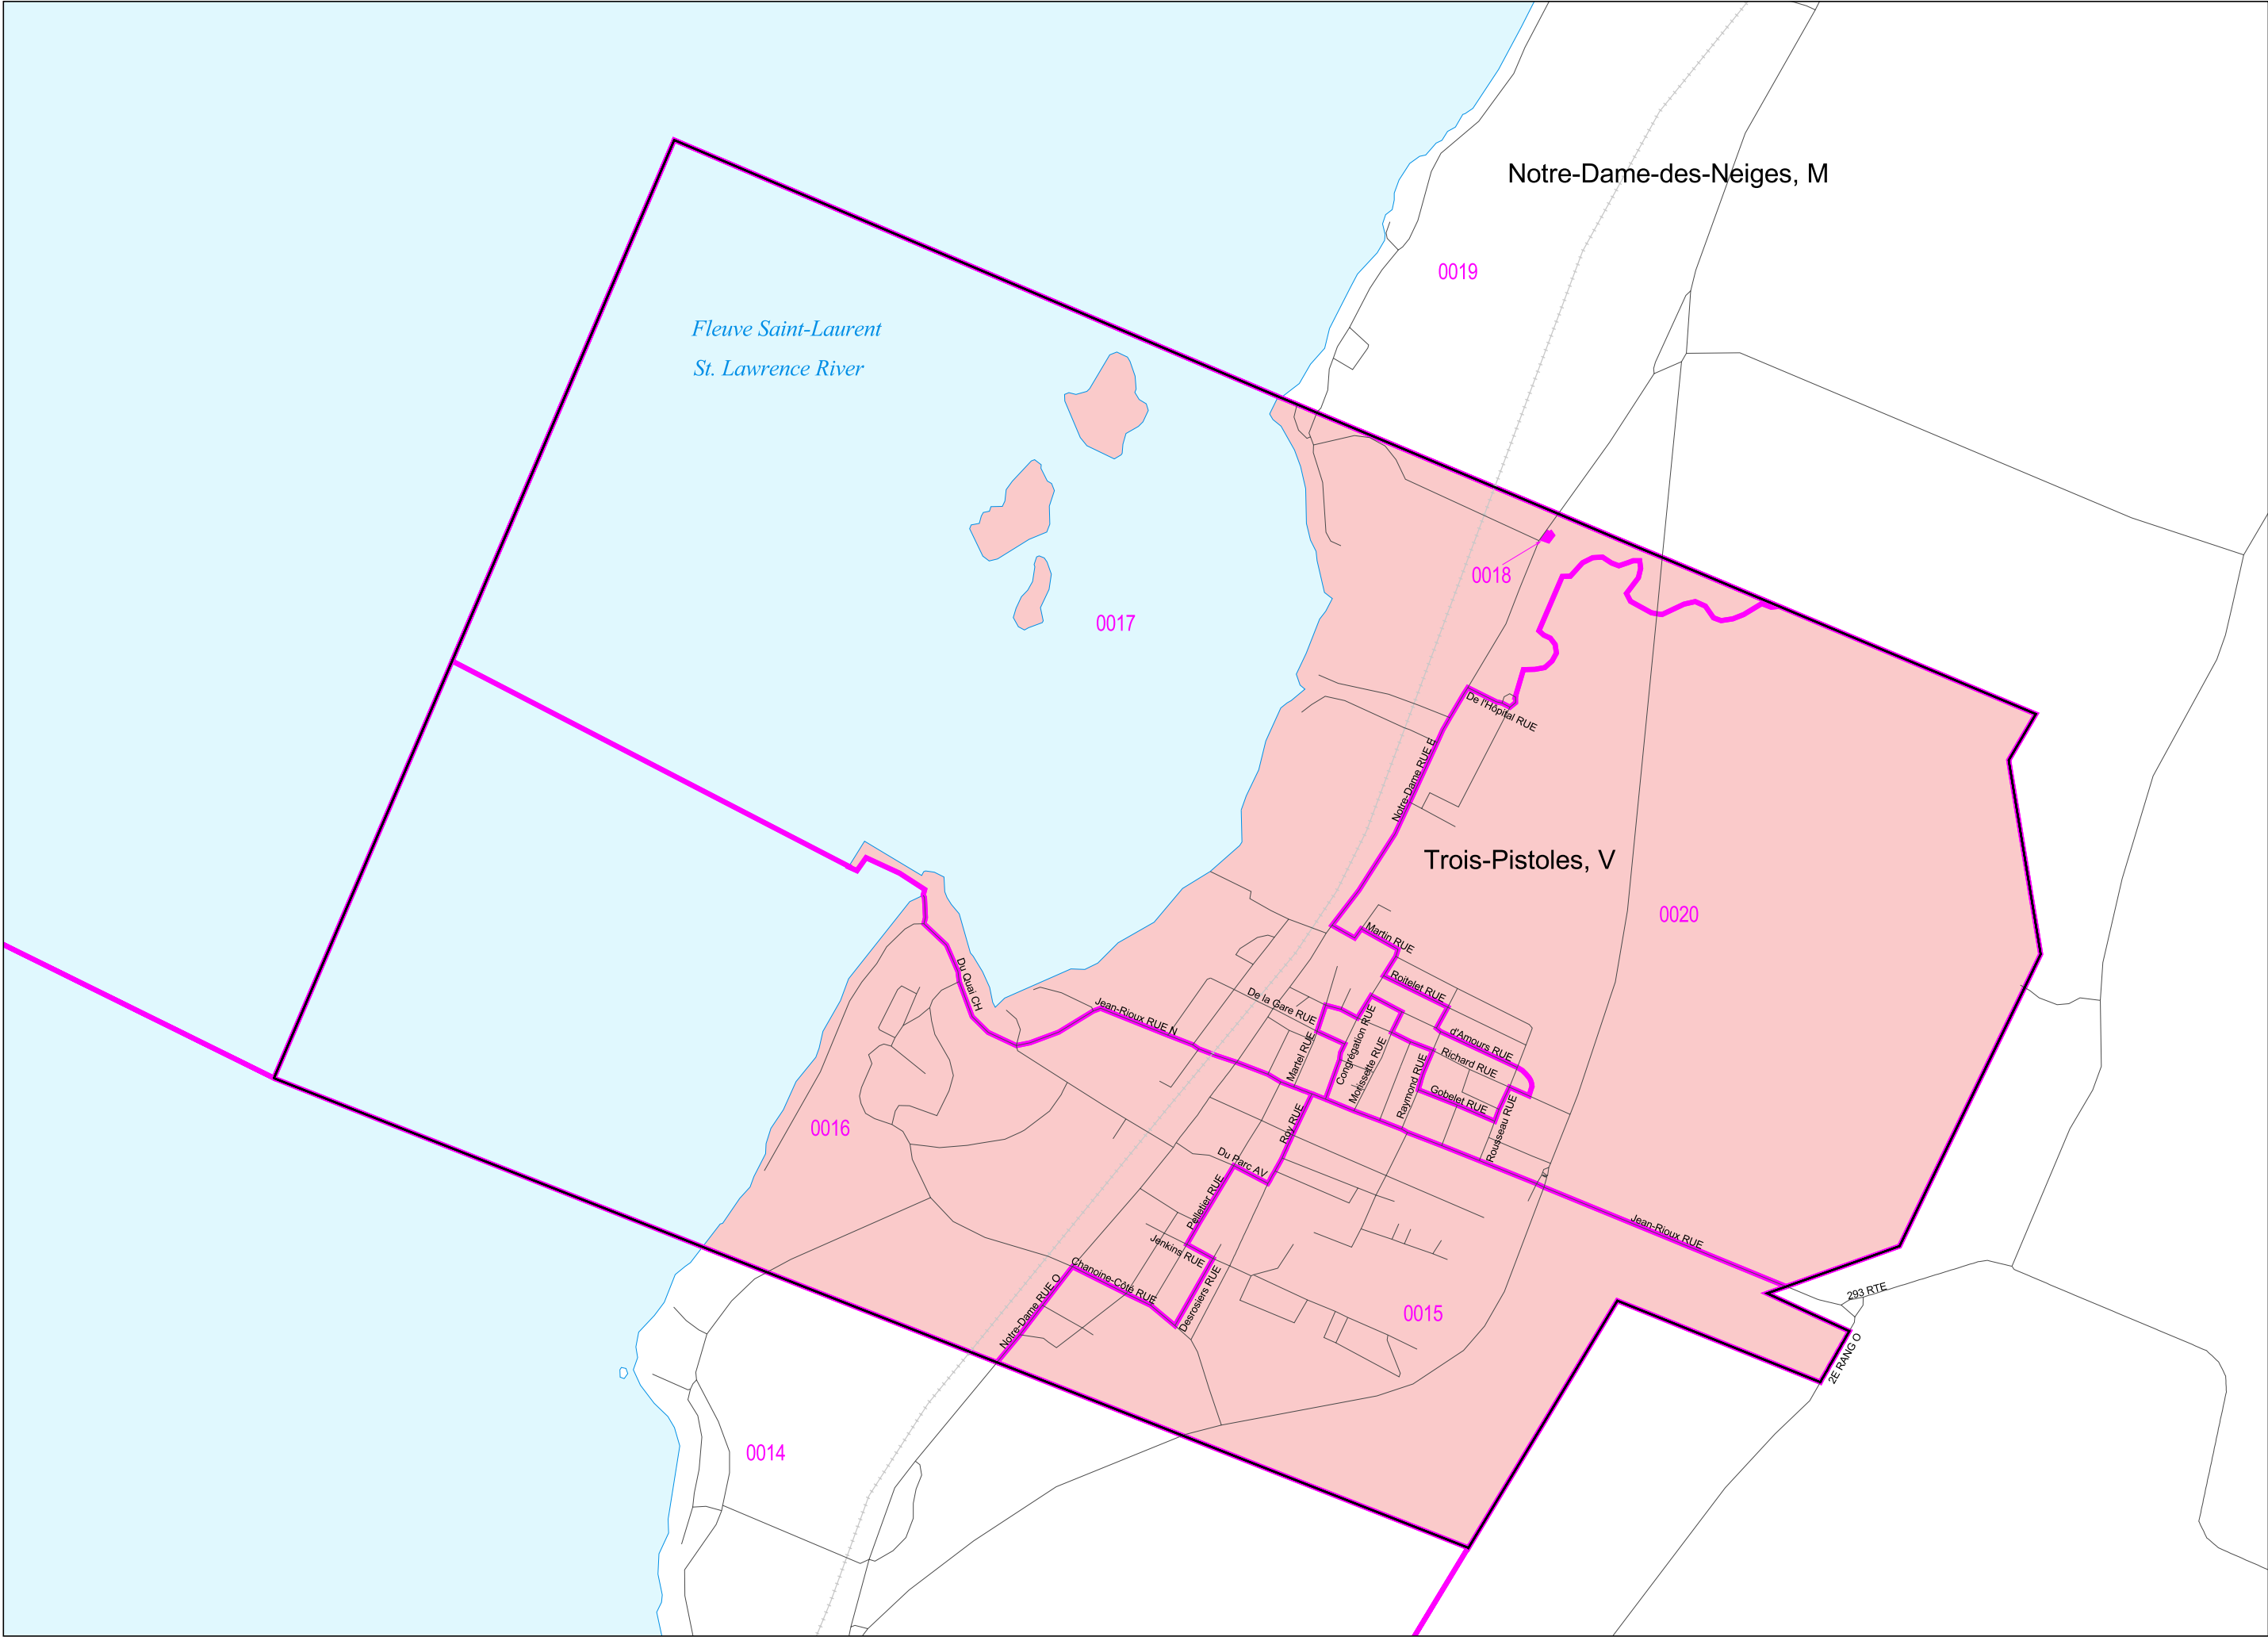 Notre-Dame-des-Neiges, M
0019
Fleuve Saint-Laurent
St. Lawrence River
0018
0017
De l'Hôpital RUE
Notre-Dame RUE E
Trois-Pistoles, V
0020
Martin RUE
Roitelet RUE
Du Quai CH
De la Gare RUE
Jean-Rioux RUE N
Congrégation RUE
d'Amours RUE
Martel RUE
Morissette RUE
Richard RUE
Raymond RUE
Gobelet RUE
0016
Roy RUE
Rousseau RUE
Du Parc AV
Pelletier RUE
Jean-Rioux RUE
Jenkins RUE
Chanoine-Côté RUE
Desrosiers RUE
Notre-Dame RUE O
293 RTE
0015
2E RANG O
0014